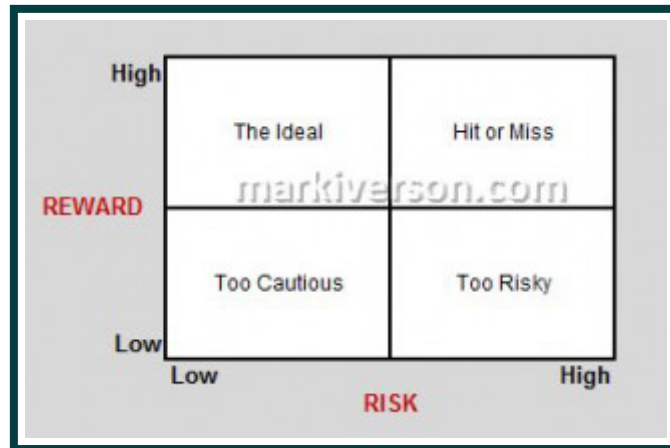 High
The Ideal
Hit or Miss
markiverson.com
REWARD
Too Cautious
Too Risky
Low
Low
High
RISK